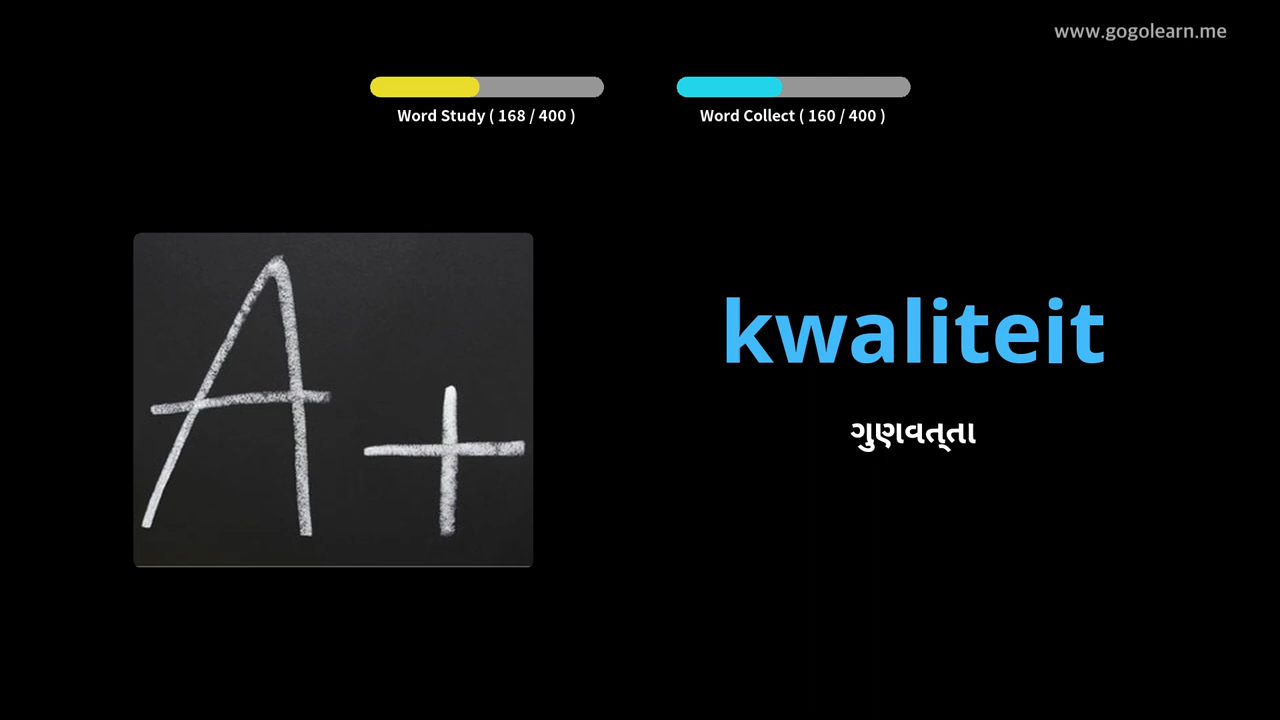 www.gogolearn.me
Word Study ( 168 / 400 )
Word Collect ( 160 / 400 )
A+
kwaliteit
ગુણવત્તા